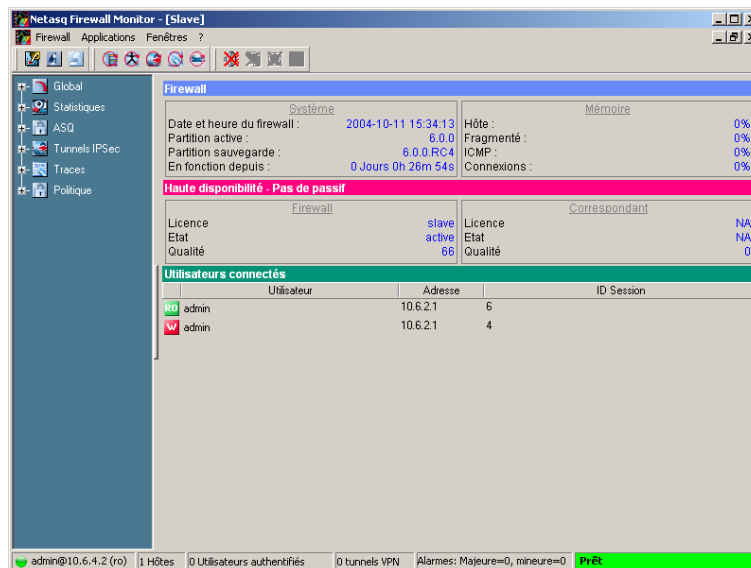 Netasq Firewall Monitor - [Slave]
Firewall Applications Fenêtres ?
Global
Statistiques
ASQ
Tunnels IPSec
Traces
Politique
Firewall
Système
Date et heure du firewall : 2004-10-11 15:34:13
Partition active : 6.0.0
Partition sauvegarde : 6.0.0.RC4
En fonction depuis : 0 Jours 0h 26m 54s
Mémoire
Hôte : 0%
Fragmenté : 0%
ICMP : 0%
Connexions : 0%
Haute disponibilité - Pas de passif
Firewall
Licence slave
Etat active
Qualité 66
Correspondant
Licence NA
Etat NA
Qualité 0
Utilisateurs connectés
Utilisateur Adresse ID Session
RO admin 10.6.2.1 6
W admin 10.6.2.1 4
admin@10.6.4.2 (ro) 1 Hôtes 0 Utilisateurs authentifiés 0 tunnels VPN Alarmes: Majeure=0, mineure=0 Prêt